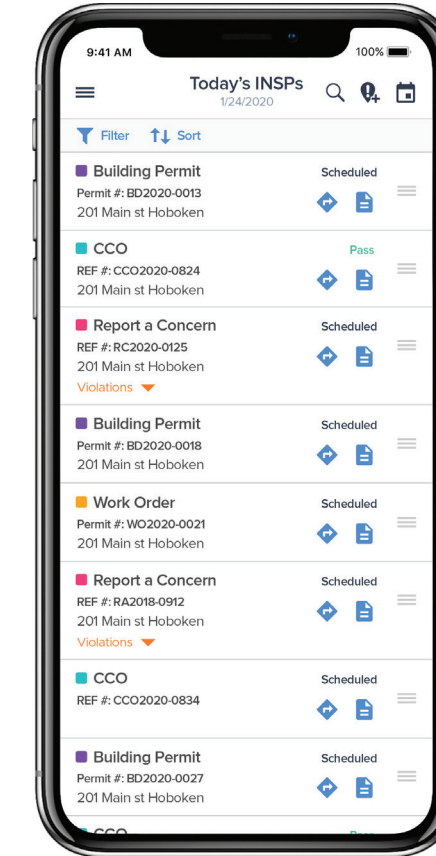 9:41 AM 100%
Today's INSPs
1/24/2020
Filter Sort
Building Permit Scheduled
Permit #: BD2020-0013
201 Main st Hoboken
CCO Pass
REF #: CCO2020-0824
201 Main st Hoboken
Report a Concern Scheduled
REF #: RC2020-0125
201 Main st Hoboken
Violations
Building Permit Scheduled
Permit #: BD2020-0018
201 Main st Hoboken
Work Order Scheduled
Permit #: WO2020-0021
201 Main st Hoboken
Report a Concern Scheduled
REF #: RA2018-0912
201 Main st Hoboken
Violations
CCO Scheduled
REF #: CCO2020-0834
Building Permit Scheduled
Permit #: BD2020-0027
201 Main st Hoboken
CCO Pass